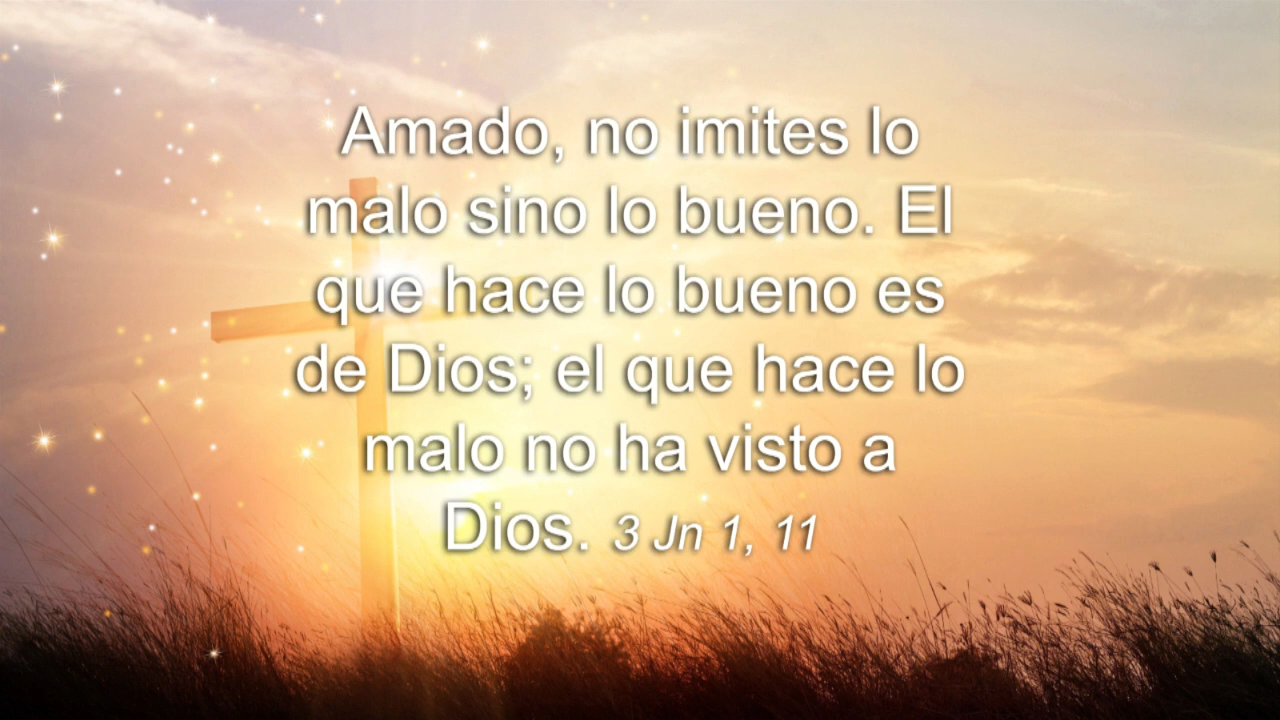 Amado, no imites lo
malo sino lo bueno. El
que hace lo bueno es
de Dios; el que hace lo
malo no ha visto a
Dios. 3 Jn 1, 11